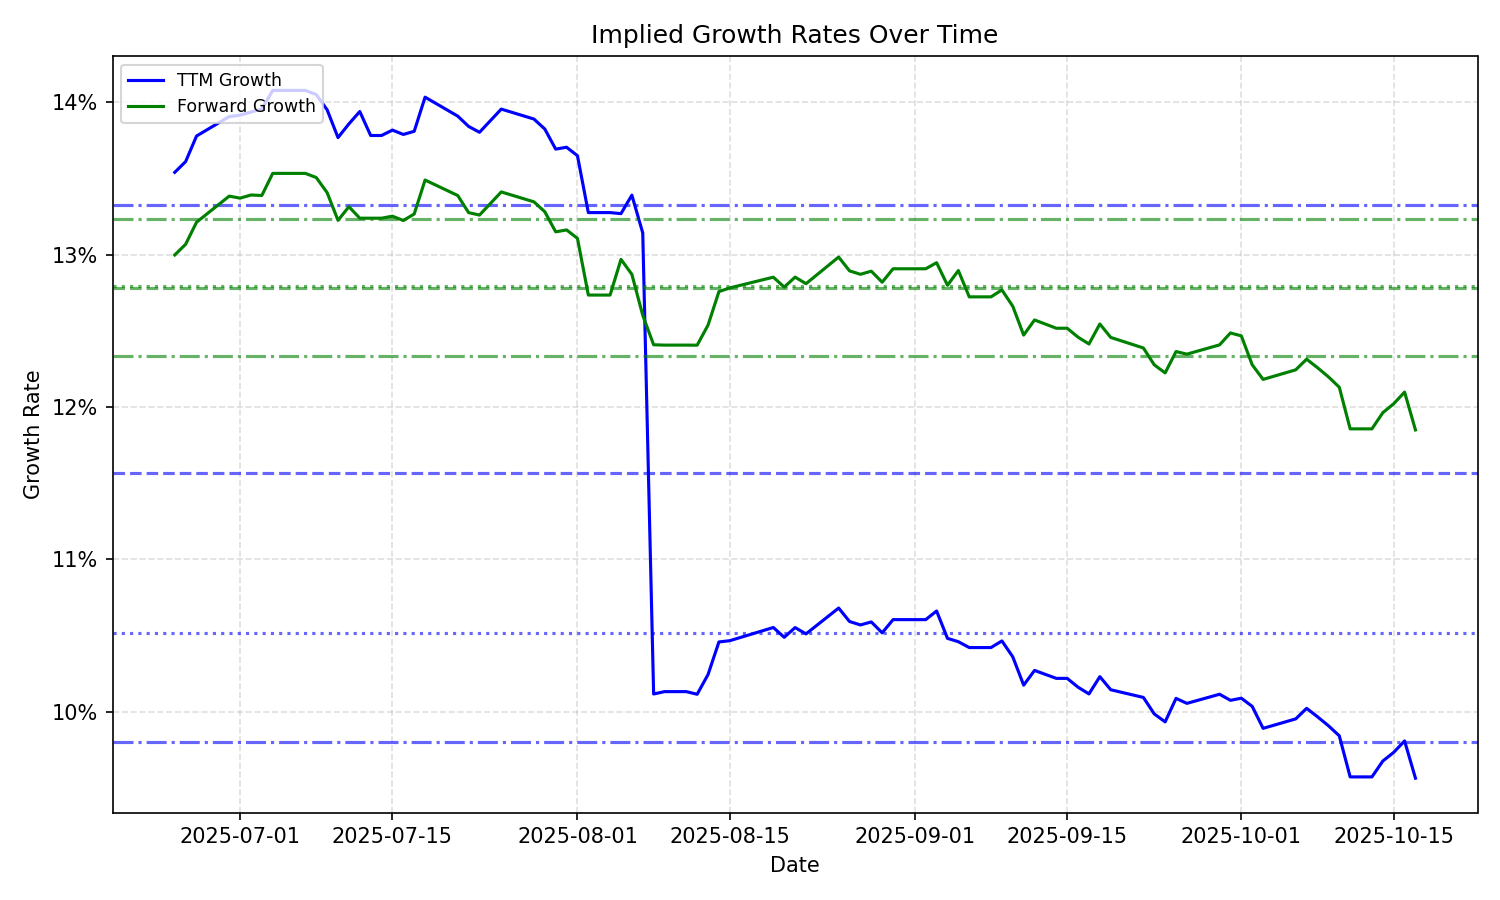 Implied Growth Rates Over Time
TTM Growth
Forward Growth
14%
13%
12%
11%
10%
Growth Rate
2025-07-01 2025-07-15 2025-08-01 2025-08-15 2025-09-01 2025-09-15 2025-10-01 2025-10-15
Date